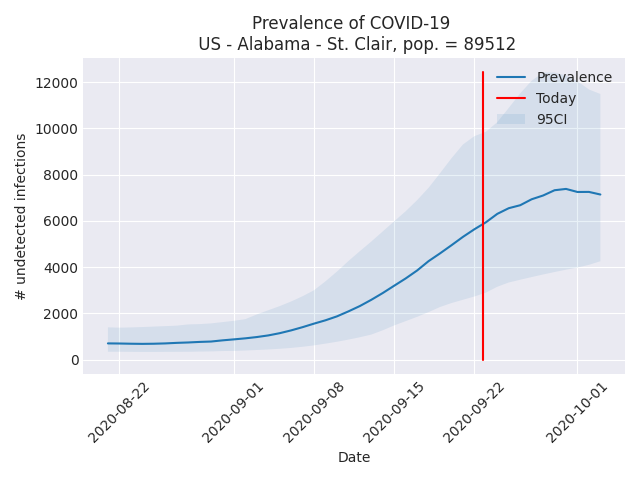 Prevalence of COVID-19
US - Alabama - St. Clair, pop. = 89512
12000
10000
8000
6000
4000
2000
0
# undetected infections
Prevalence
Today
95CI
2020-08-22
2020-09-01
2020-09-08
2020-09-15
2020-09-22
2020-10-01
Date